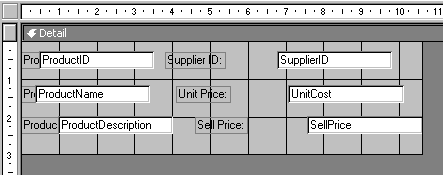 1 2 3 4 5 6 7 8 9 10 11
Detail
Pro ProductID Supplier ID: SupplierID
1
Pr ProductName Unit Price: UnitCost
2
Produc ProductDescription Sell Price: SellPrice
3